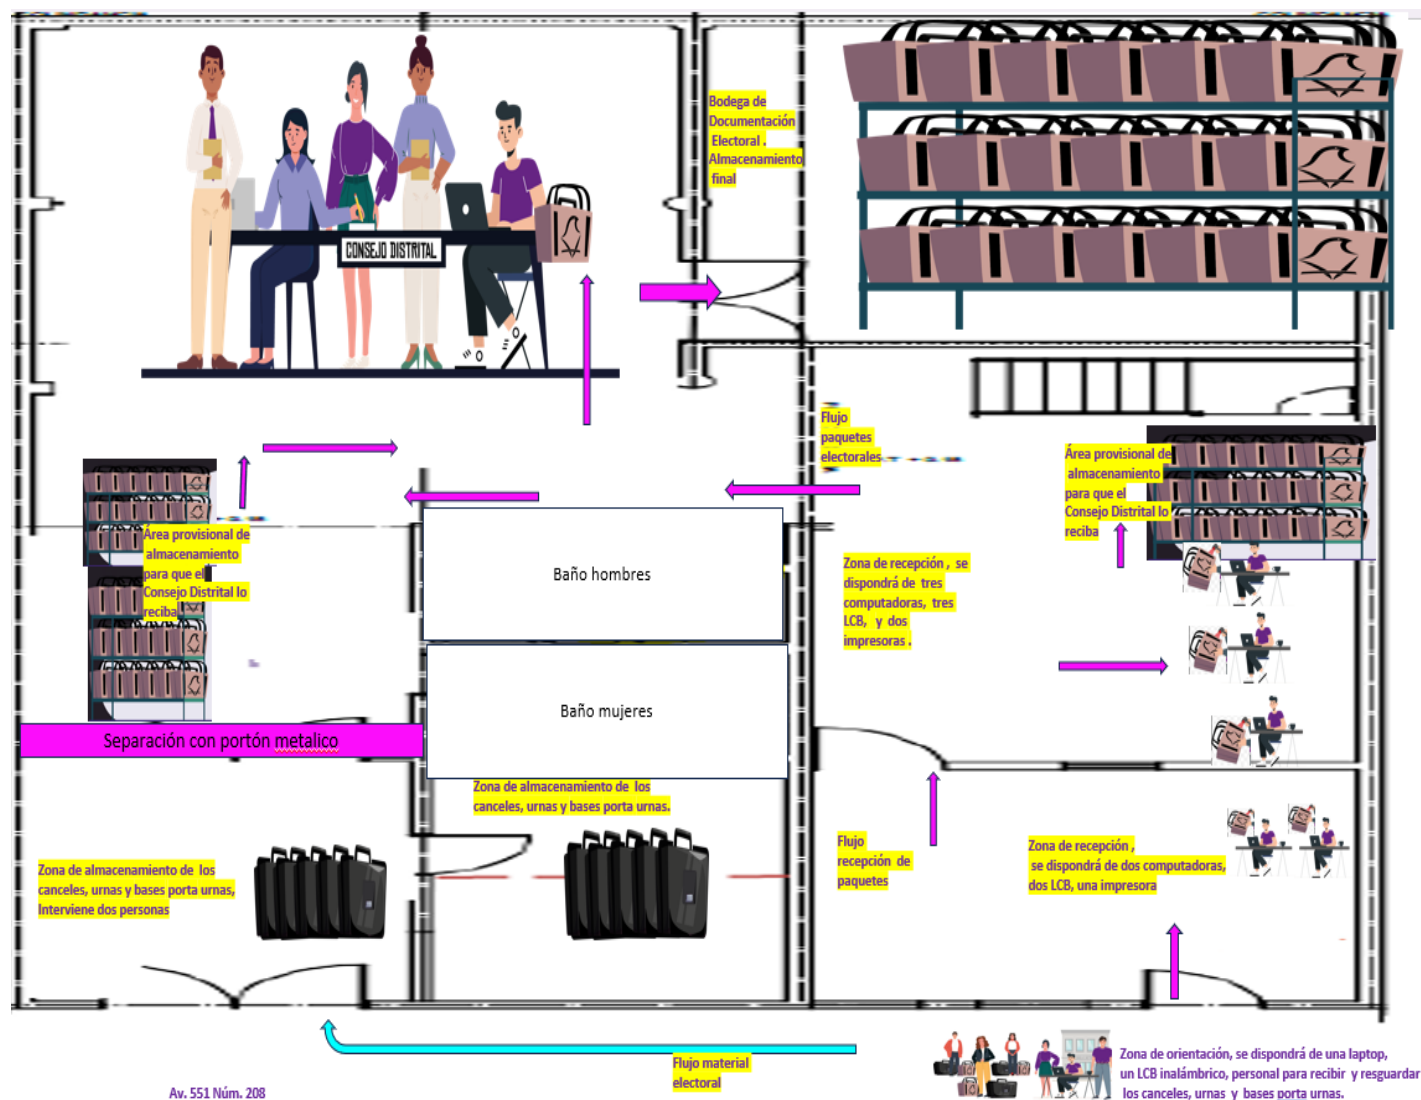 Bodega de
Documentación
Electoral .
Almacenamiento
final
CONSEJO DISTRITAL
Flujo
paquetes
electorales
Área provisional de
almacenamiento
para que el
Consejo Distrital lo
reciba
Área provisional de
almacenamiento
para que el
Consejo Distrital lo
reciba
Baño hombres
Zona de recepción , se
dispondrá de tres
computadoras, tres
LCB, y dos
impresoras .
Baño mujeres
Separación con portón metalico
Zona de almacenamiento de los
canceles, urnas y bases porta urnas.
Zona de almacenamiento de los
canceles, urnas y bases porta urnas,
Interviene dos personas
Flujo
recepción de
paquetes
Zona de recepción ,
se dispondrá de dos computadoras,
dos LCB, una impresora
Flujo material
electoral
Zona de orientación, se dispondrá de una laptop,
un LCB inalámbrico, personal para recibir y resguardar
los canceles, urnas y bases porta urnas.
Av. 551 Núm. 208